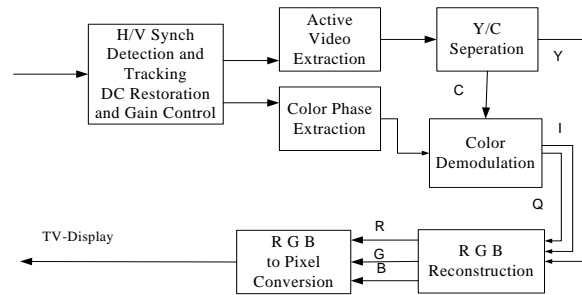 H/V Synch
Detection and
Tracking
DC Restoration
and Gain Control
Active
Video
Extraction
Y/C
Seperation
Y
C
Color Phase
Extraction
Color
Demodulation
I
Q
TV-Display
R G B
to Pixel
Conversion
R
G
B
R G B
Reconstruction